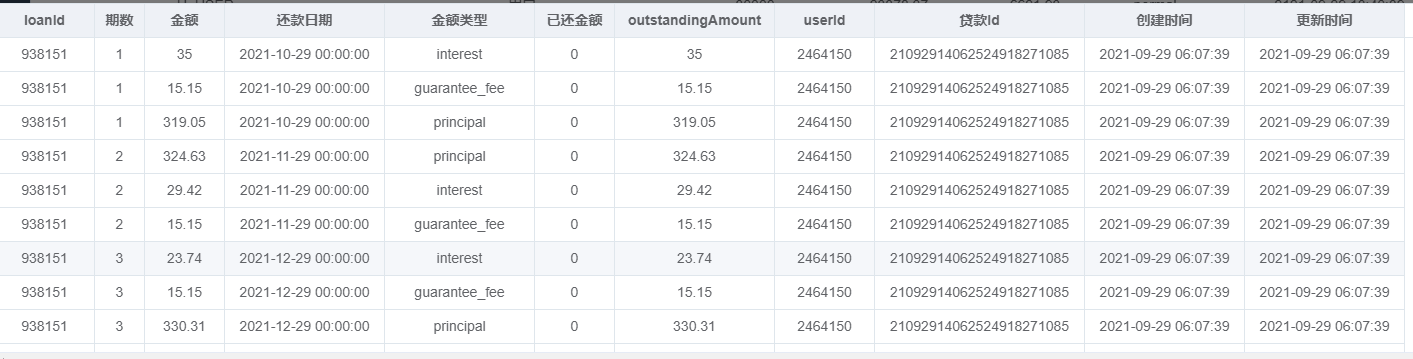 loanId 期数 金额 还款日期 金额类型 已还金额 outstandingAmount userId 贷款Id 创建时间 更新时间
938151 1 35 2021-10-29 00:00:00 interest 0 35 2464150 21092914062524918271085 2021-09-29 06:07:39 2021-09-29 06:07:39
938151 1 15.15 2021-10-29 00:00:00 guarantee_fee 0 15.15 2464150 21092914062524918271085 2021-09-29 06:07:39 2021-09-29 06:07:39
938151 1 319.05 2021-10-29 00:00:00 principal 0 319.05 2464150 21092914062524918271085 2021-09-29 06:07:39 2021-09-29 06:07:39
938151 2 324.63 2021-11-29 00:00:00 principal 0 324.63 2464150 21092914062524918271085 2021-09-29 06:07:39 2021-09-29 06:07:39
938151 2 29.42 2021-11-29 00:00:00 interest 0 29.42 2464150 21092914062524918271085 2021-09-29 06:07:39 2021-09-29 06:07:39
938151 2 15.15 2021-11-29 00:00:00 guarantee_fee 0 15.15 2464150 21092914062524918271085 2021-09-29 06:07:39 2021-09-29 06:07:39
938151 3 23.74 2021-12-29 00:00:00 interest 0 23.74 2464150 21092914062524918271085 2021-09-29 06:07:39 2021-09-29 06:07:39
938151 3 15.15 2021-12-29 00:00:00 guarantee_fee 0 15.15 2464150 21092914062524918271085 2021-09-29 06:07:39 2021-09-29 06:07:39
938151 3 330.31 2021-12-29 00:00:00 principal 0 330.31 2464150 21092914062524918271085 2021-09-29 06:07:39 2021-09-29 06:07:39